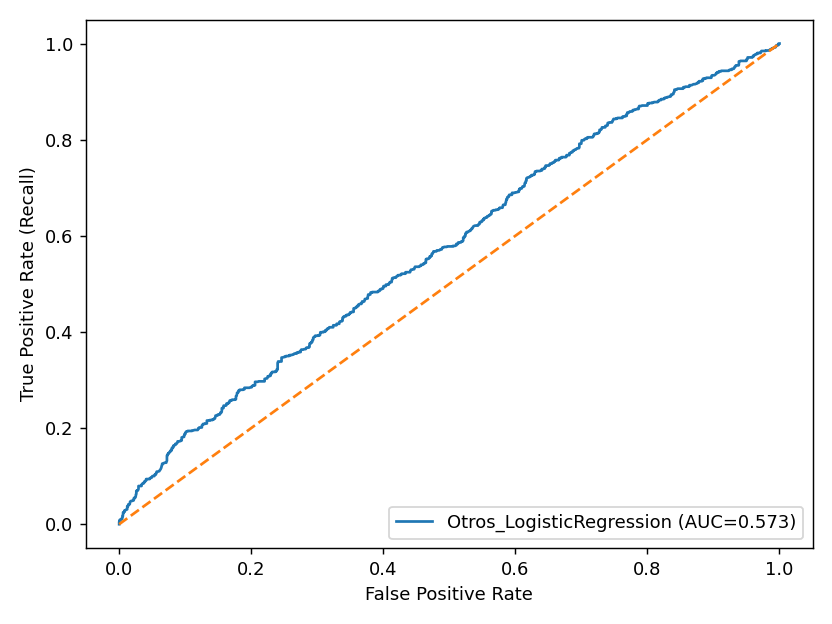 1.0
0.8
0.6
0.4
0.2
0.0
True Positive Rate (Recall)
Otros_LogisticRegression (AUC=0.573)
0.0 0.2 0.4 0.6 0.8 1.0
False Positive Rate